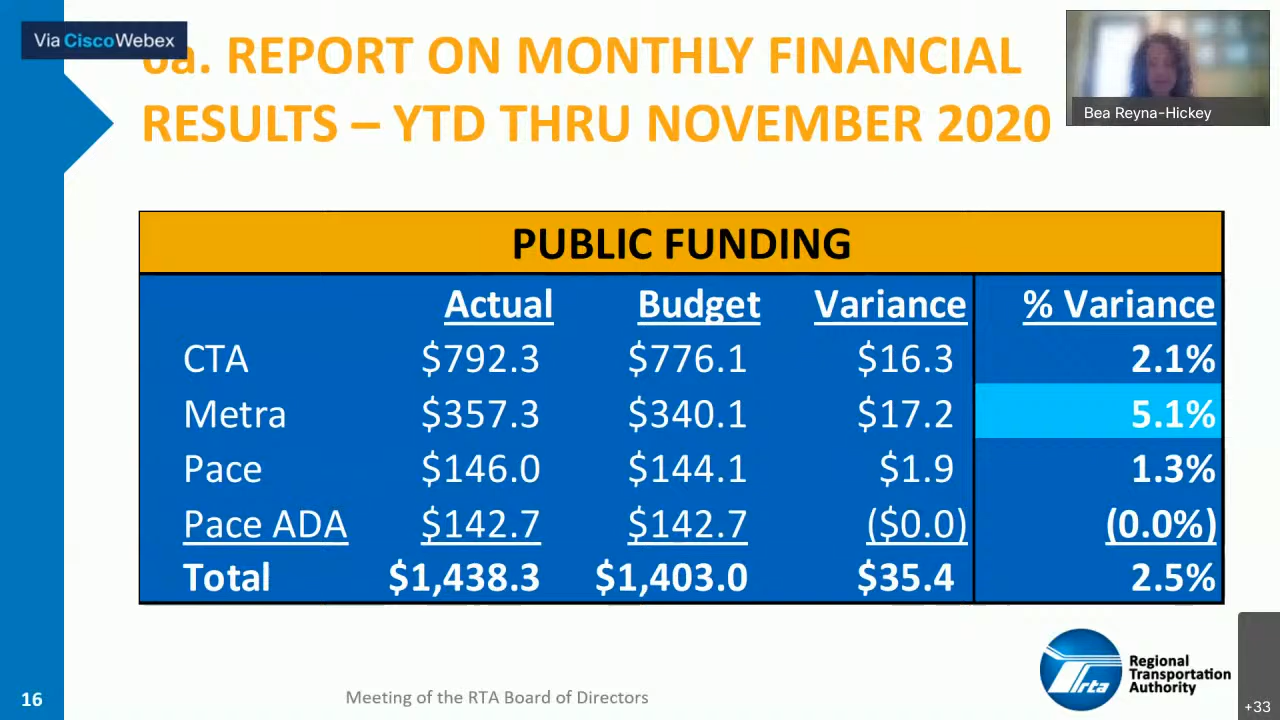 Via Cisco Webex
6a. REPORT ON MONTHLY FINANCIAL
RESULTS – YTD THRU NOVEMBER 2020
Bea Reyna-Hickey
PUBLIC FUNDING
Actual Budget Variance % Variance
CTA $792.3 $776.1 $16.3 2.1%
Metra $357.3 $340.1 $17.2 5.1%
Pace $146.0 $144.1 $1.9 1.3%
Pace ADA $142.7 $142.7 ($0.0) (0.0%)
Total $1,438.3 $1,403.0 $35.4 2.5%
rta
Regional
Transportation
Authority
16
Meeting of the RTA Board of Directors
+33